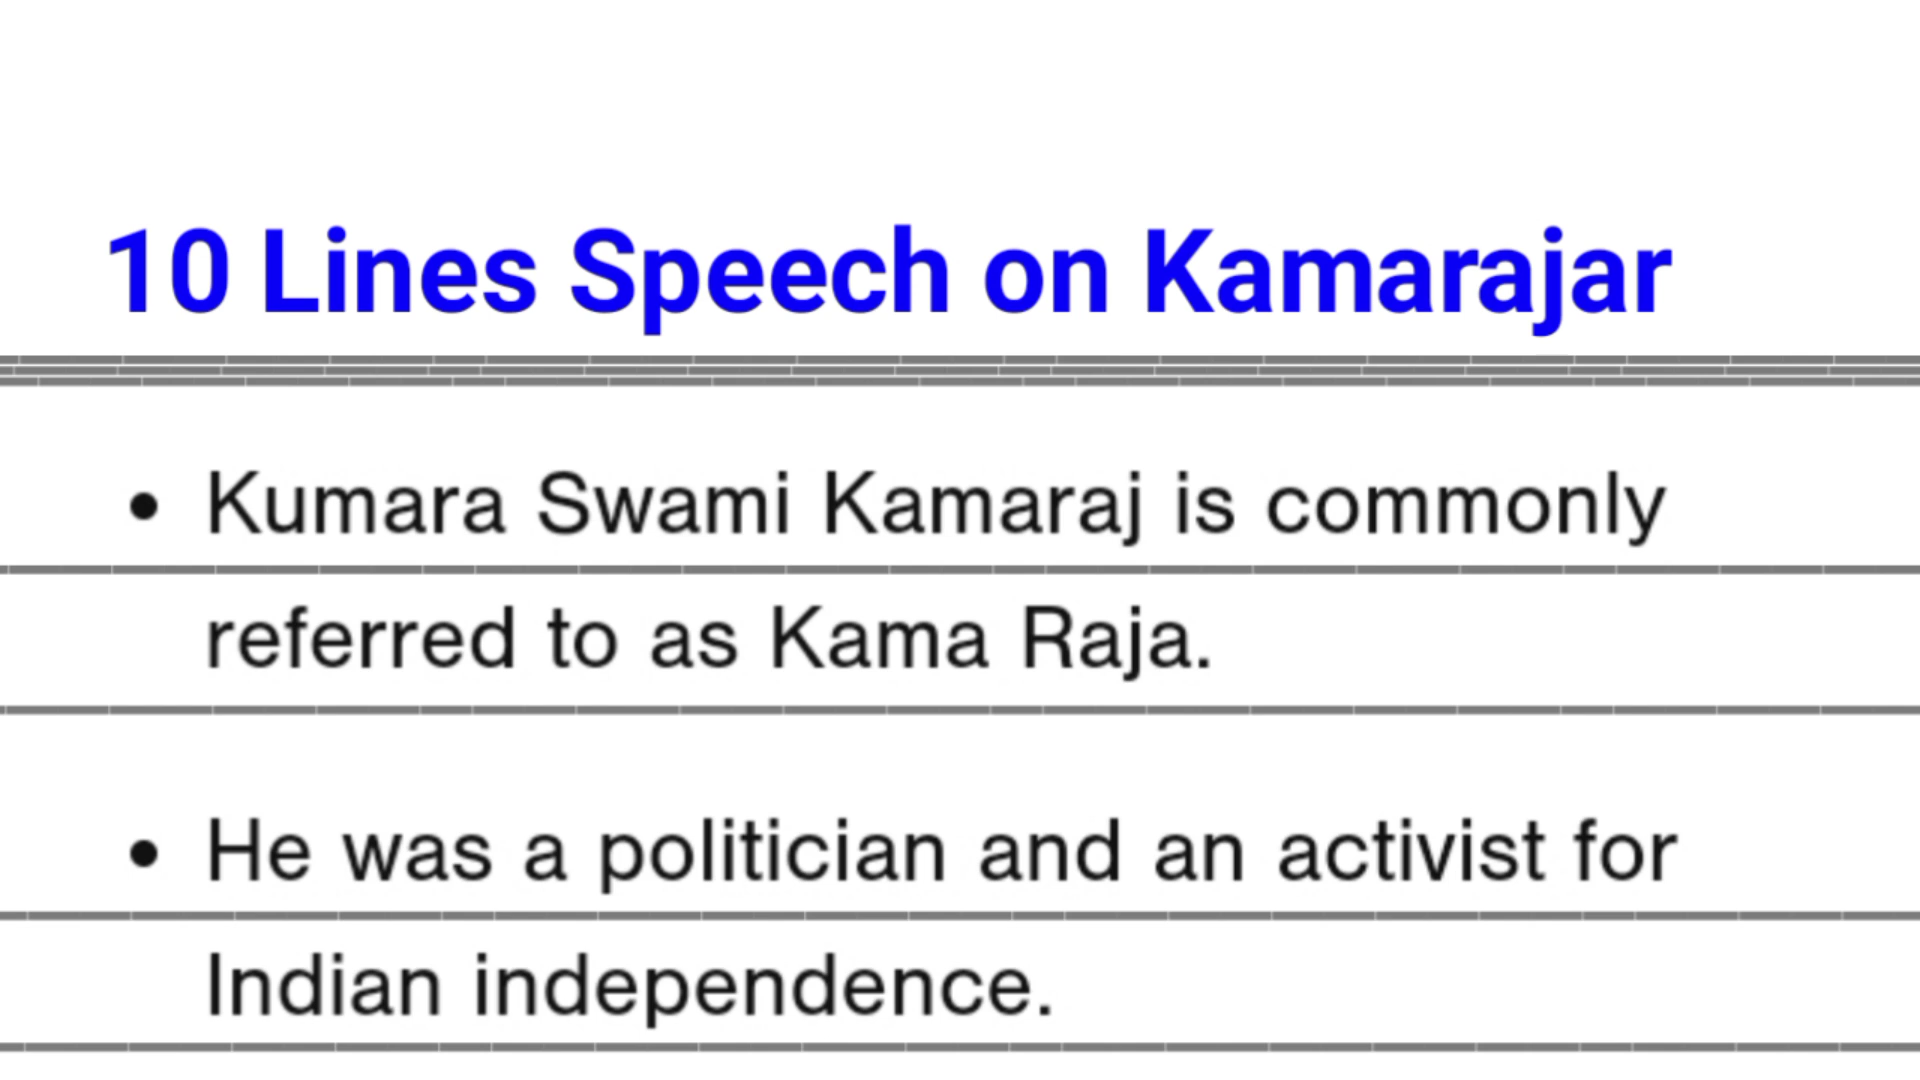 10 Lines Speech on Kamarajar
• Kumara Swami Kamaraj is commonly
referred to as Kama Raja.
• He was a politician and an activist for
Indian independence.